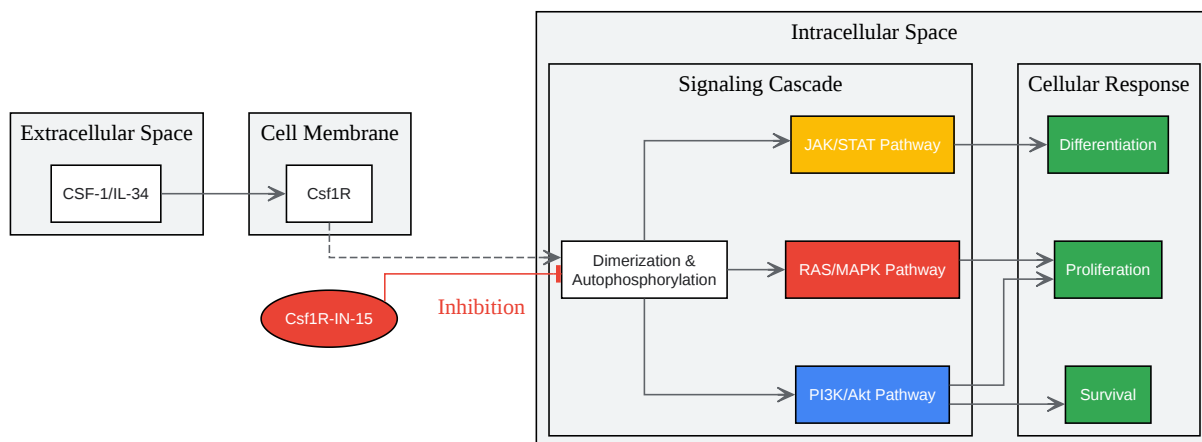 Intracellular Space
Signaling Cascade
Cellular Response
Extracellular Space
Cell Membrane
JAK/STAT Pathway
Differentiation
CSF-1/IL-34
Csf1R
Dimerization &
Autophosphorylation
RAS/MAPK Pathway
Proliferation
Inhibition
Csf1R-IN-15
PI3K/Akt Pathway
Survival